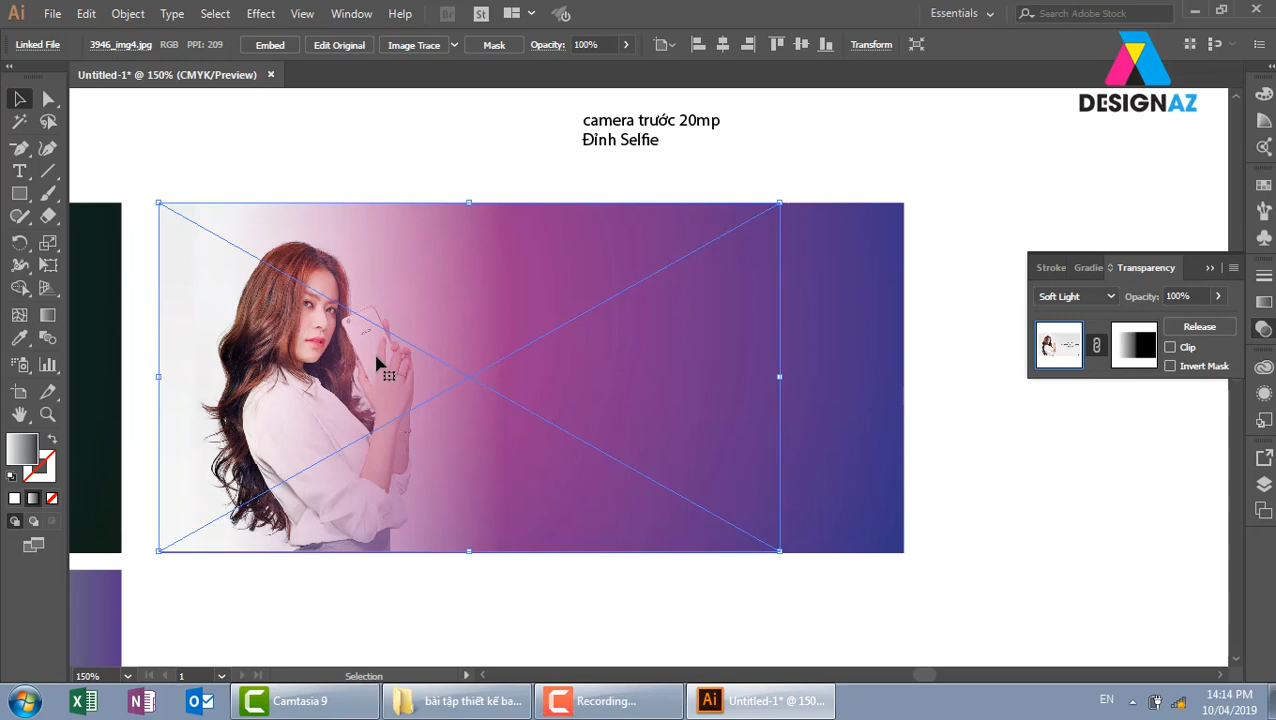 Ai File Edit Object Type Select Effect View Window Help Br St Essentials Search Adobe Stock
Linked File 3946_img4.jpg RGB PPI: 209 Embed Edit Original Image Trace Mask Opacity: 100% Transform
Untitled-1* @ 150% (CMYK/Preview)
DESIGNAZ
camera trước 20mp
Đỉnh Selfie
Stroke Gradie Transparency
Soft Light Opacity: 100%
Release
Clip
Invert Mask
150% 1 Selection
Camtasia 9 bài tập thiết kế ba... Recording... Ai Untitled-1* @ 150... EN 14:14 PM
10/04/2019